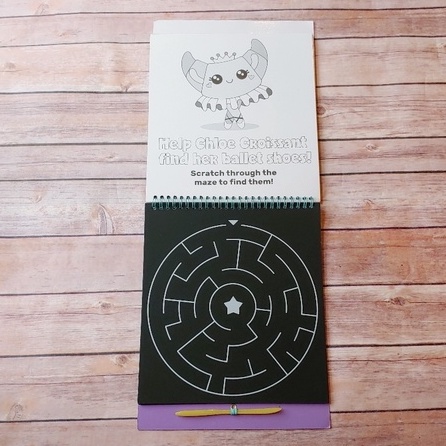 Help Chloe Croissant
find her ballet shoes!
Scratch through the
maze to find them!